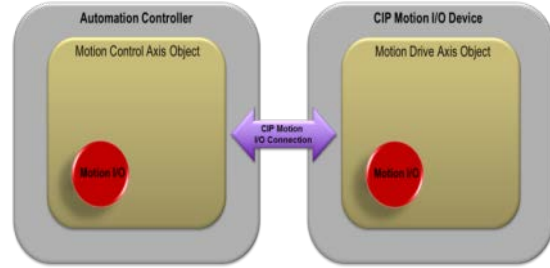 Automation Controller
Motion Control Axis Object
Motion I/O
CIP Motion
I/O Connection
CIP Motion I/O Device
Motion Drive Axis Object
Motion I/O